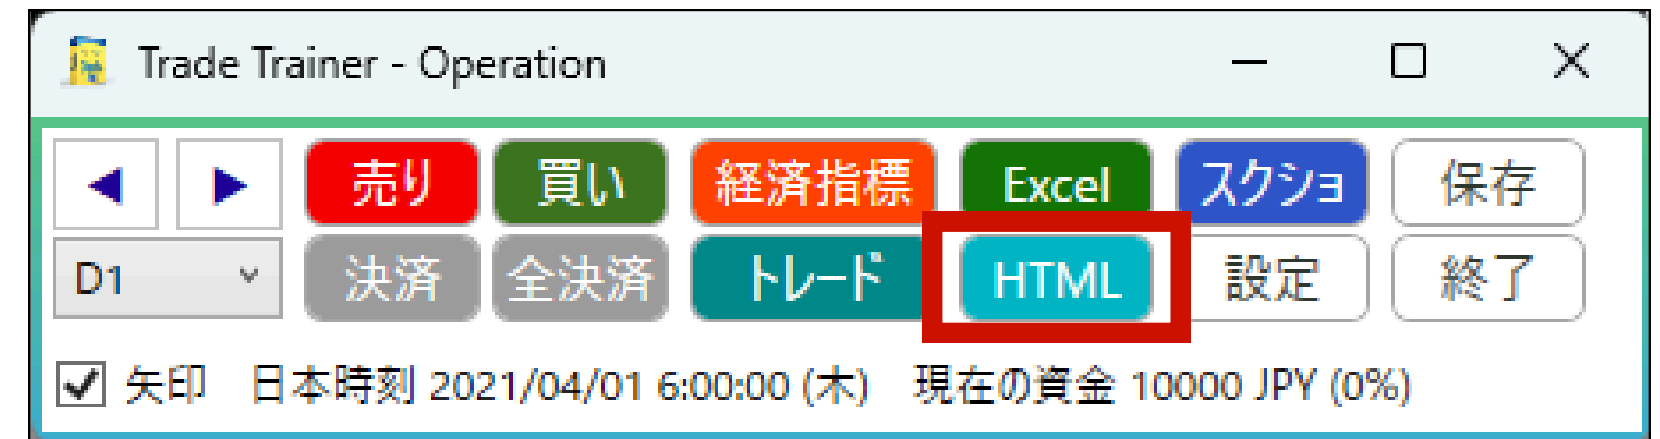 Trade Trainer - Operation
売り 買い 経済指標 Excel スクショ 保存
D1 決済 全決済 トレード HTML 設定 終了
矢印 日本時刻 2021/04/01 6:00:00 (木) 現在の資金 10000 JPY (0%)